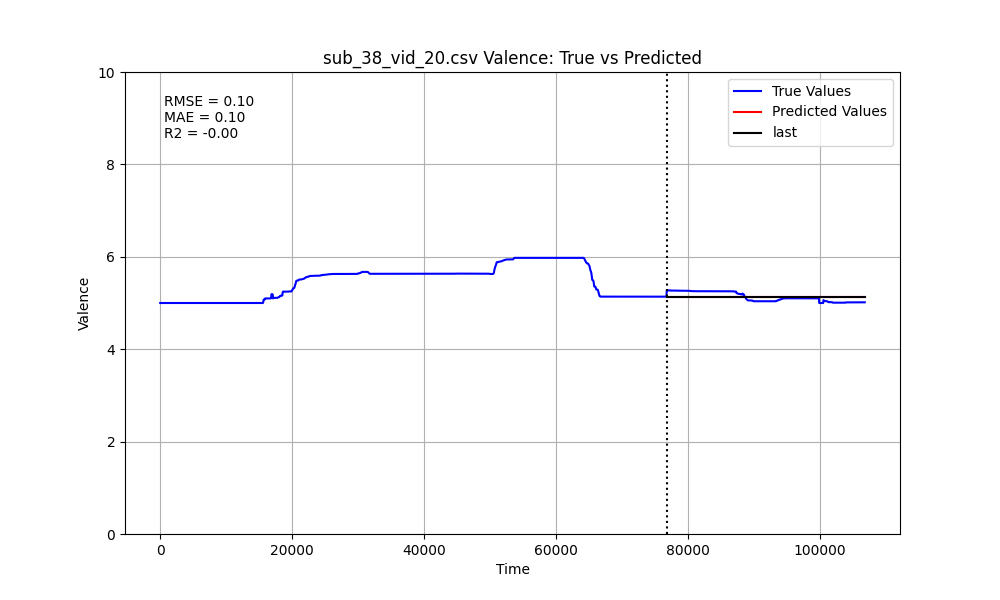 sub_38_vid_20.csv Valence: True vs Predicted
10
RMSE = 0.10
MAE = 0.10
R2 = -0.00
True Values
Predicted Values
last
8
6
Valence
4
2
0
0 20000 40000 60000 80000 100000
Time